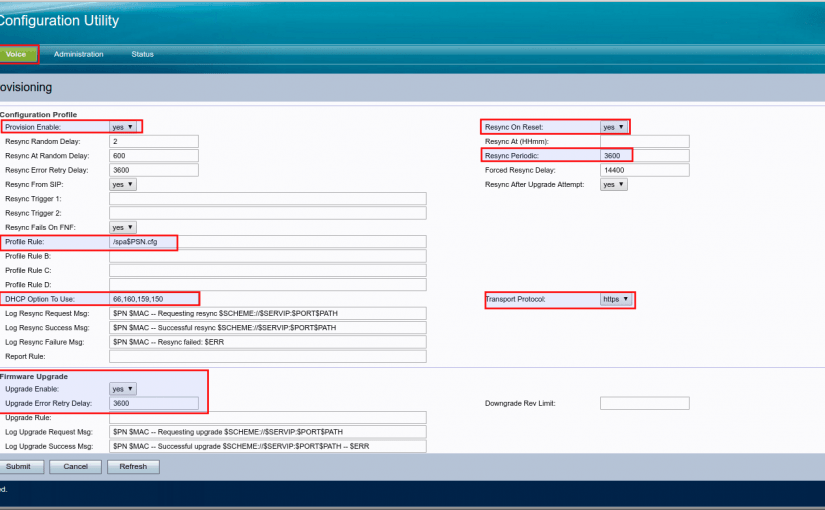 Configuration Utility
Voice Administration Status
ovisioning
Configuration Profile
Provision Enable: yes Resync On Reset: yes
Resync Random Delay: 2 Resync At (HHmm):
Resync At Random Delay: 600 Resync Periodic: 3600
Resync Error Retry Delay: 3600 Forced Resync Delay: 14400
Resync From SIP: yes Resync After Upgrade Attempt: yes
Resync Trigger 1:
Resync Trigger 2:
Resync Fails On FNF: yes
Profile Rule: /spa$PSN.cfg
Profile Rule B:
Profile Rule C:
Profile Rule D:
DHCP Option To Use: 66,160,159,150 Transport Protocol: https
Log Resync Request Msg: $PN $MAC -- Requesting resync $SCHEME://$SERVIP:$PORT$PATH
Log Resync Success Msg: $PN $MAC -- Successful resync $SCHEME://$SERVIP:$PORT$PATH
Log Resync Failure Msg: $PN $MAC -- Resync failed: $ERR
Report Rule:
Firmware Upgrade
Upgrade Enable: yes
Upgrade Error Retry Delay: 3600 Downgrade Rev Limit:
Upgrade Rule:
Log Upgrade Request Msg: $PN $MAC -- Requesting upgrade $SCHEME://$SERVIP:$PORT$PATH
Log Upgrade Success Msg: $PN $MAC -- Successful upgrade $SCHEME://$SERVIP:$PORT$PATH -- $ERR
Submit Cancel Refresh
ed.